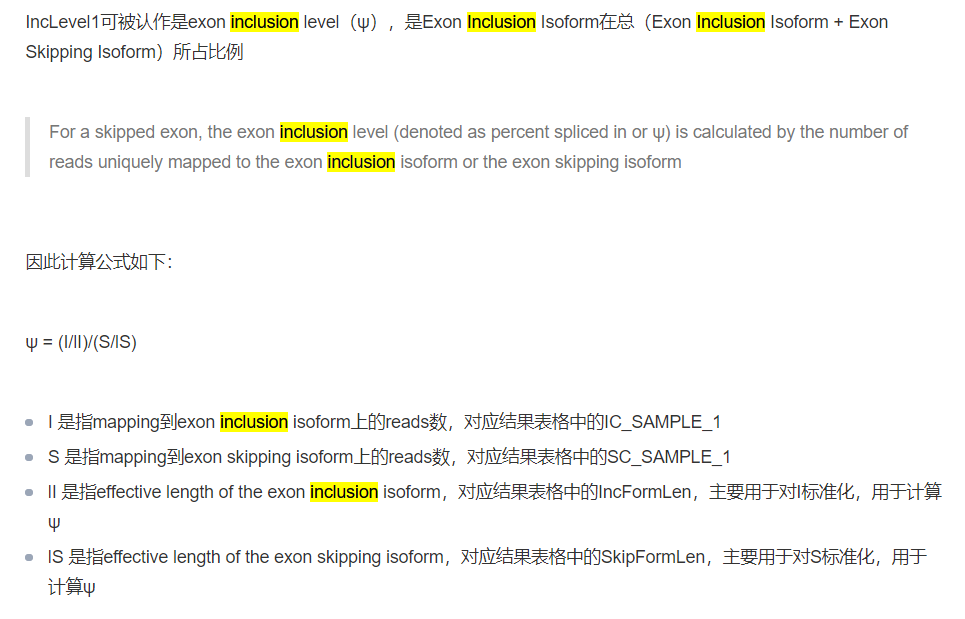 IncLevel1可被认作是exon inclusion level（ψ），是Exon Inclusion Isoform在总（Exon Inclusion Isoform + Exon
Skipping Isoform）所占比例
For a skipped exon, the exon inclusion level (denoted as percent spliced in or ψ) is calculated by the number of
reads uniquely mapped to the exon inclusion isoform or the exon skipping isoform
因此计算公式如下：
ψ = (I/lI)/(S/lS)
I 是指mapping到exon inclusion isoform上的reads数，对应结果表格中的IC_SAMPLE_1
S 是指mapping到exon skipping isoform上的reads数，对应结果表格中的SC_SAMPLE_1
lI 是指effective length of the exon inclusion isoform，对应结果表格中的IncFormLen，主要用于对I标准化，用于计算
ψ
lS 是指effective length of the exon skipping isoform，对应结果表格中的SkipFormLen，主要用于对S标准化，用于
计算ψ